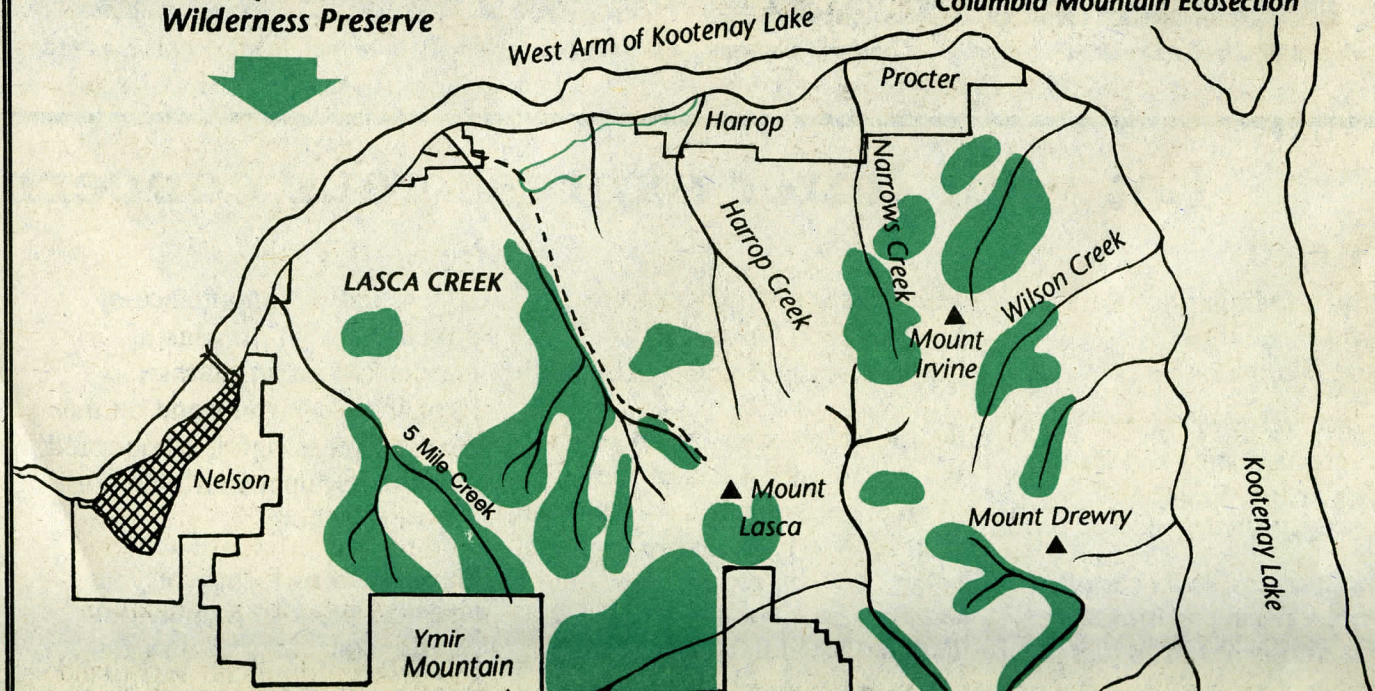 Columbia Mountain Ecosection
Wilderness Preserve
West Arm of Kootenay Lake
Procter
Harrop
Narrows Creek
Harrop Creek
Wilson Creek
LASCA CREEK
Mount
Irvine
5 Mile Creek
Nelson
Mount
Lasca
Mount Drewry
Kootenay Lake
Ymir
Mountain